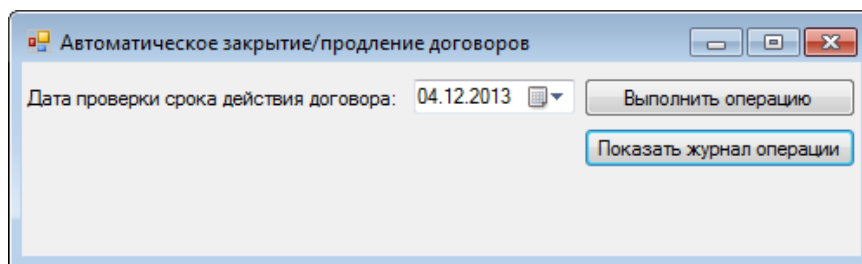 Автоматическое закрытие/продление договоров
Дата проверки срока действия договора: 04.12.2013 Выполнить операцию
Показать журнал операции